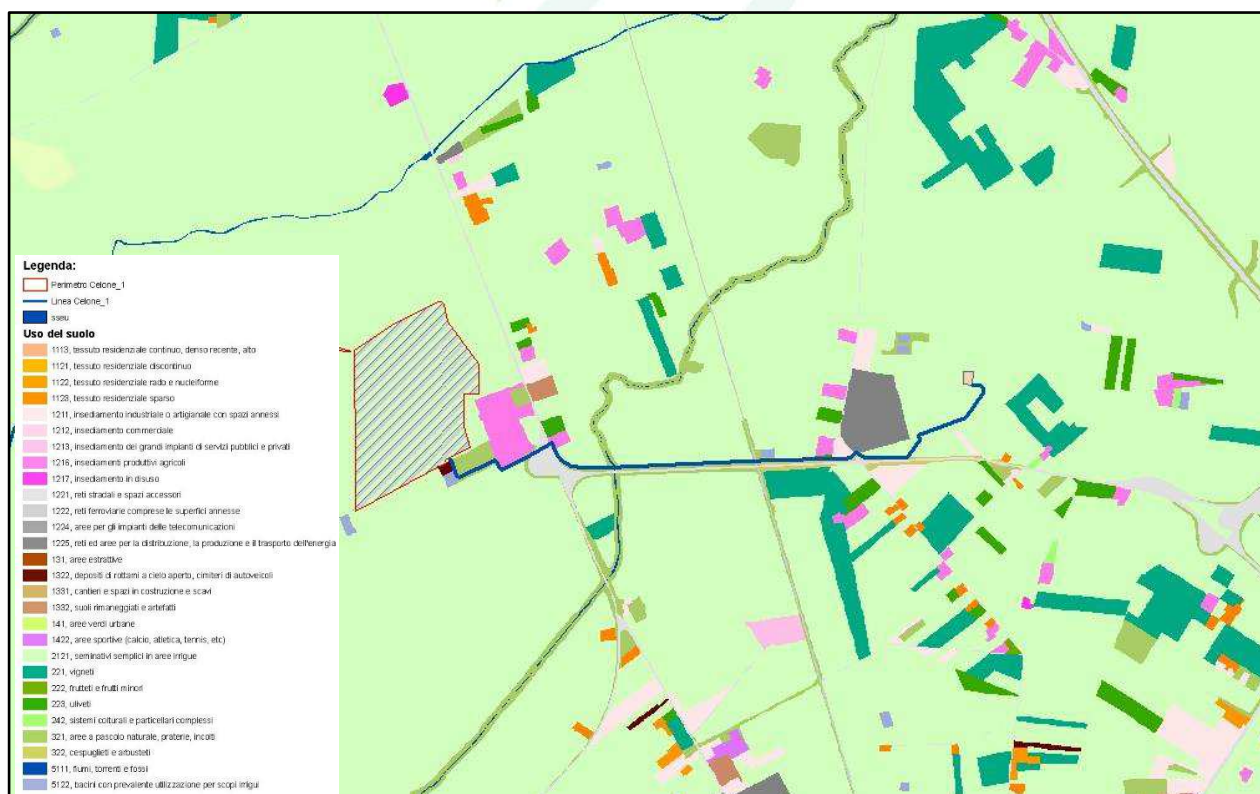 Legenda:
Perimetro Celone_1
Linea Celone_1
sseu
Uso del suolo
1113, tessuto residenziale continuo, denso recente, alto
1121, tessuto residenziale discontinuo
1122, tessuto residenziale rado e nucleiforme
1123, tessuto residenziale sparso
1211, insediamento industriale o artigianale con spazi annessi
1212, insediamento commerciale
1213, insediamento dei grandi impianti di servizi pubblici e privati
1216, insediamenti produttivi agricoli
1217, insediamento in disuso
1221, reti stradali e spazi accessori
1222, reti ferroviarie comprese le superfici annesse
1224, aree per gli impianti delle telecomunicazioni
1225, reti ed aree per la distribuzione, la produzione e il trasporto dell'energia
131, aree estrattive
1322, depositi di rottami a cielo aperto, cimiteri di autoveicoli
1331, cantieri e spazi in costruzione e scavi
1332, suoli rimaneggiati e artefatti
141, aree verdi urbane
1422, aree sportive (calcio, atletica, tennis, etc)
2121, seminativi semplici in aree irrigue
221, vigneti
222, frutteti e frutti minori
223, uliveti
242, sistemi colturali e particellari complessi
321, aree a pascolo naturale, praterie, incolti
322, cespuglieti e arbusteti
5111, fiumi, torrenti e fossi
5122, bacini con prevalente utilizzazione per scopi irrigui